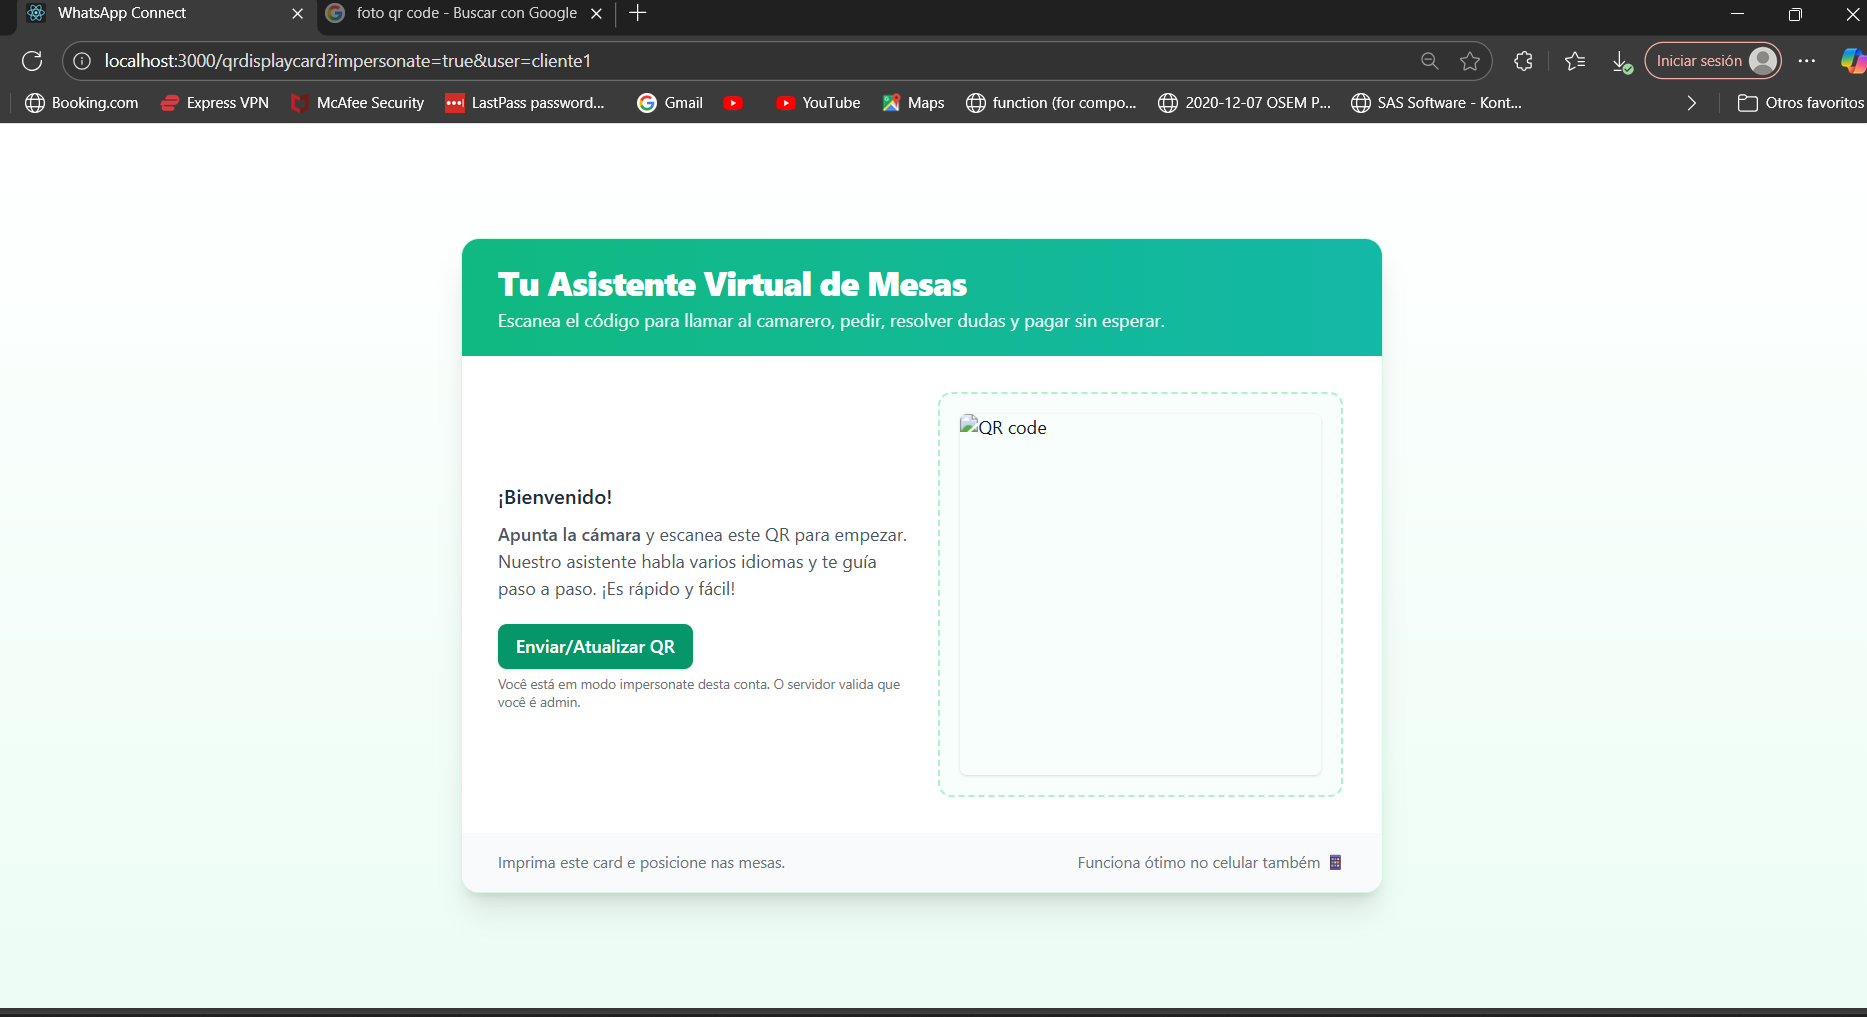 WhatsApp Connect
foto qr code - Buscar con Google
localhost:3000/qrdisplaycard?impersonate=true&user=cliente1
Iniciar sesión
Booking.com
Express VPN
McAfee Security
LastPass password...
Gmail
YouTube
Maps
function (for compo...
2020-12-07 OSEM P...
SAS Software - Kont...
Otros favoritos
Tu Asistente Virtual de Mesas
Escanea el código para llamar al camarero, pedir, resolver dudas y pagar sin esperar.
¡Bienvenido!
Apunta la cámara y escanea este QR para empezar.
Nuestro asistente habla varios idiomas y te guía
paso a paso. ¡Es rápido y fácil!
Enviar/Atualizar QR
Você está em modo impersonate desta conta. O servidor valida que
você é admin.
QR code
Imprima este card e posicione nas mesas.
Funciona ótimo no celular também